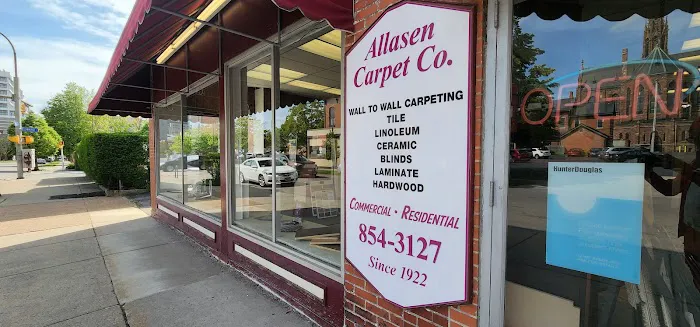 Allasen
Carpet Co.
WALL TO WALL CARPETING
TILE
LINOLEUM
CERAMIC
BLINDS
LAMINATE
HARDWOOD
COMMERCIAL - RESIDENTIAL
854-3127
Since 1922
OPEN
HunterDouglas